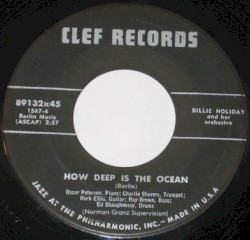 CLEF RECORDS
89132x45
1567-4
Berlin Music
(ASCAP) 2:57
BILLIE HOLIDAY
and her
orchestra
HOW DEEP IS THE OCEAN
(Berlin)
Oscar Peterson, Piano; Charlie Shavers, Trumpet;
Herb Ellis, Guitar; Ray Brown, Bass;
Ed Shaughnessy, Drums
(Norman Granz Supervision)
JAZZ AT THE PHILHARMONIC, INC.—MADE IN U.S.A